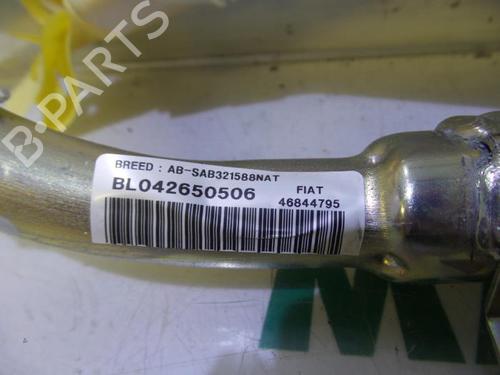 B-PARTS
BREED : AB-SAB321588NAT
BL042650506
FIAT
46844795